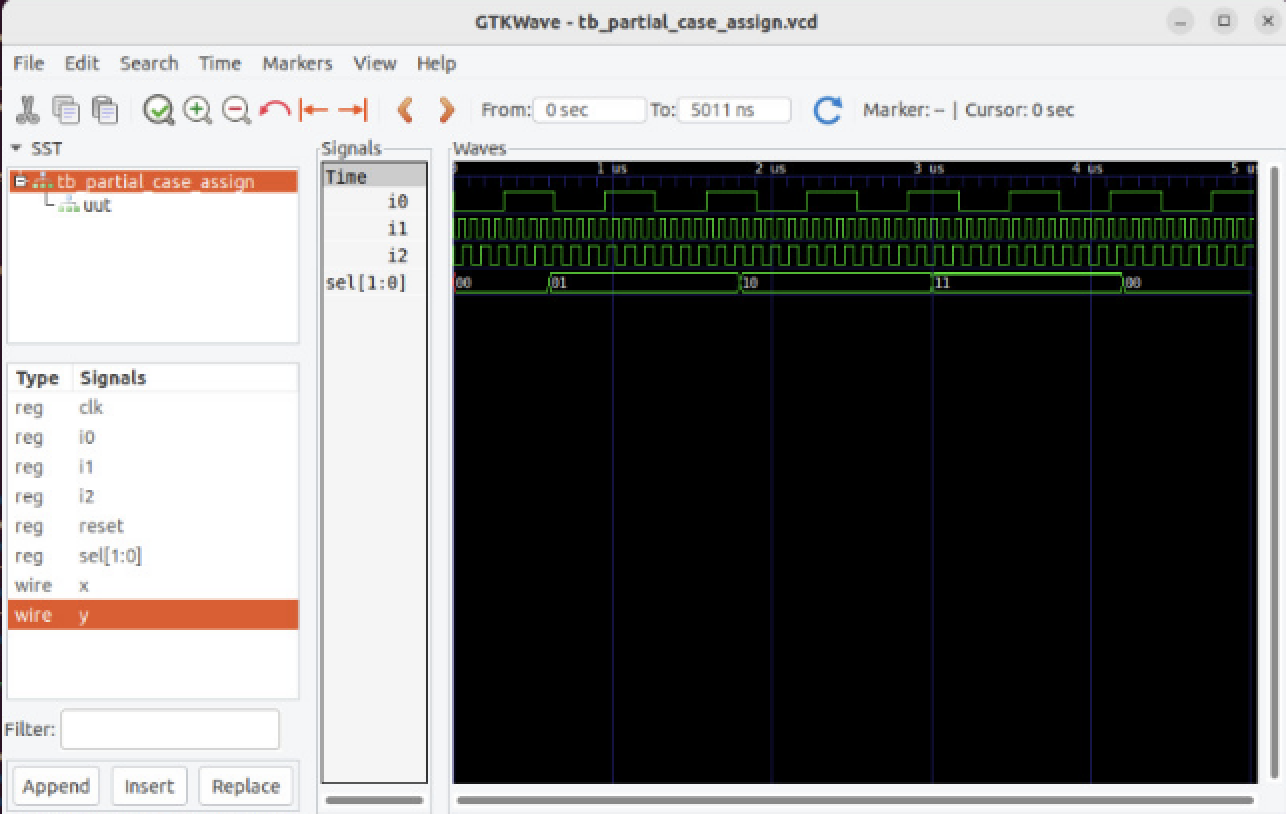 GTKWave - tb_partial_case_assign.vcd
File Edit Search Time Markers View Help
From: 0 sec To: 5011 ns Marker: -- | Cursor: 0 sec
SST
tb_partial_case_assign
uut
Type Signals
reg clk
reg i0
reg i1
reg i2
reg reset
reg sel[1:0]
wire x
wire y
Filter:
Append Insert Replace
Signals
Time
i0
i1
i2
sel[1:0]
Waves
1 us 2 us 3 us 4 us 5 us
00 01 10 11 00